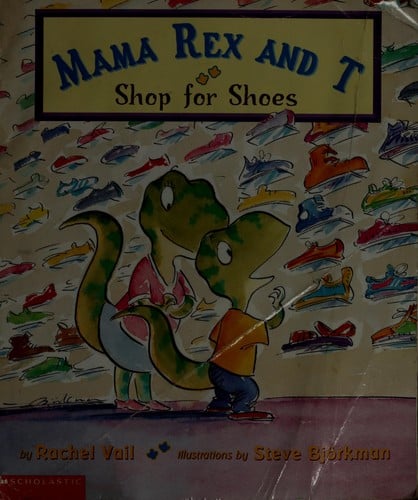 MAMA REX AND T
Shop for Shoes
by Rachel Vail
illustrations by Steve Björkman
SCHOLASTIC